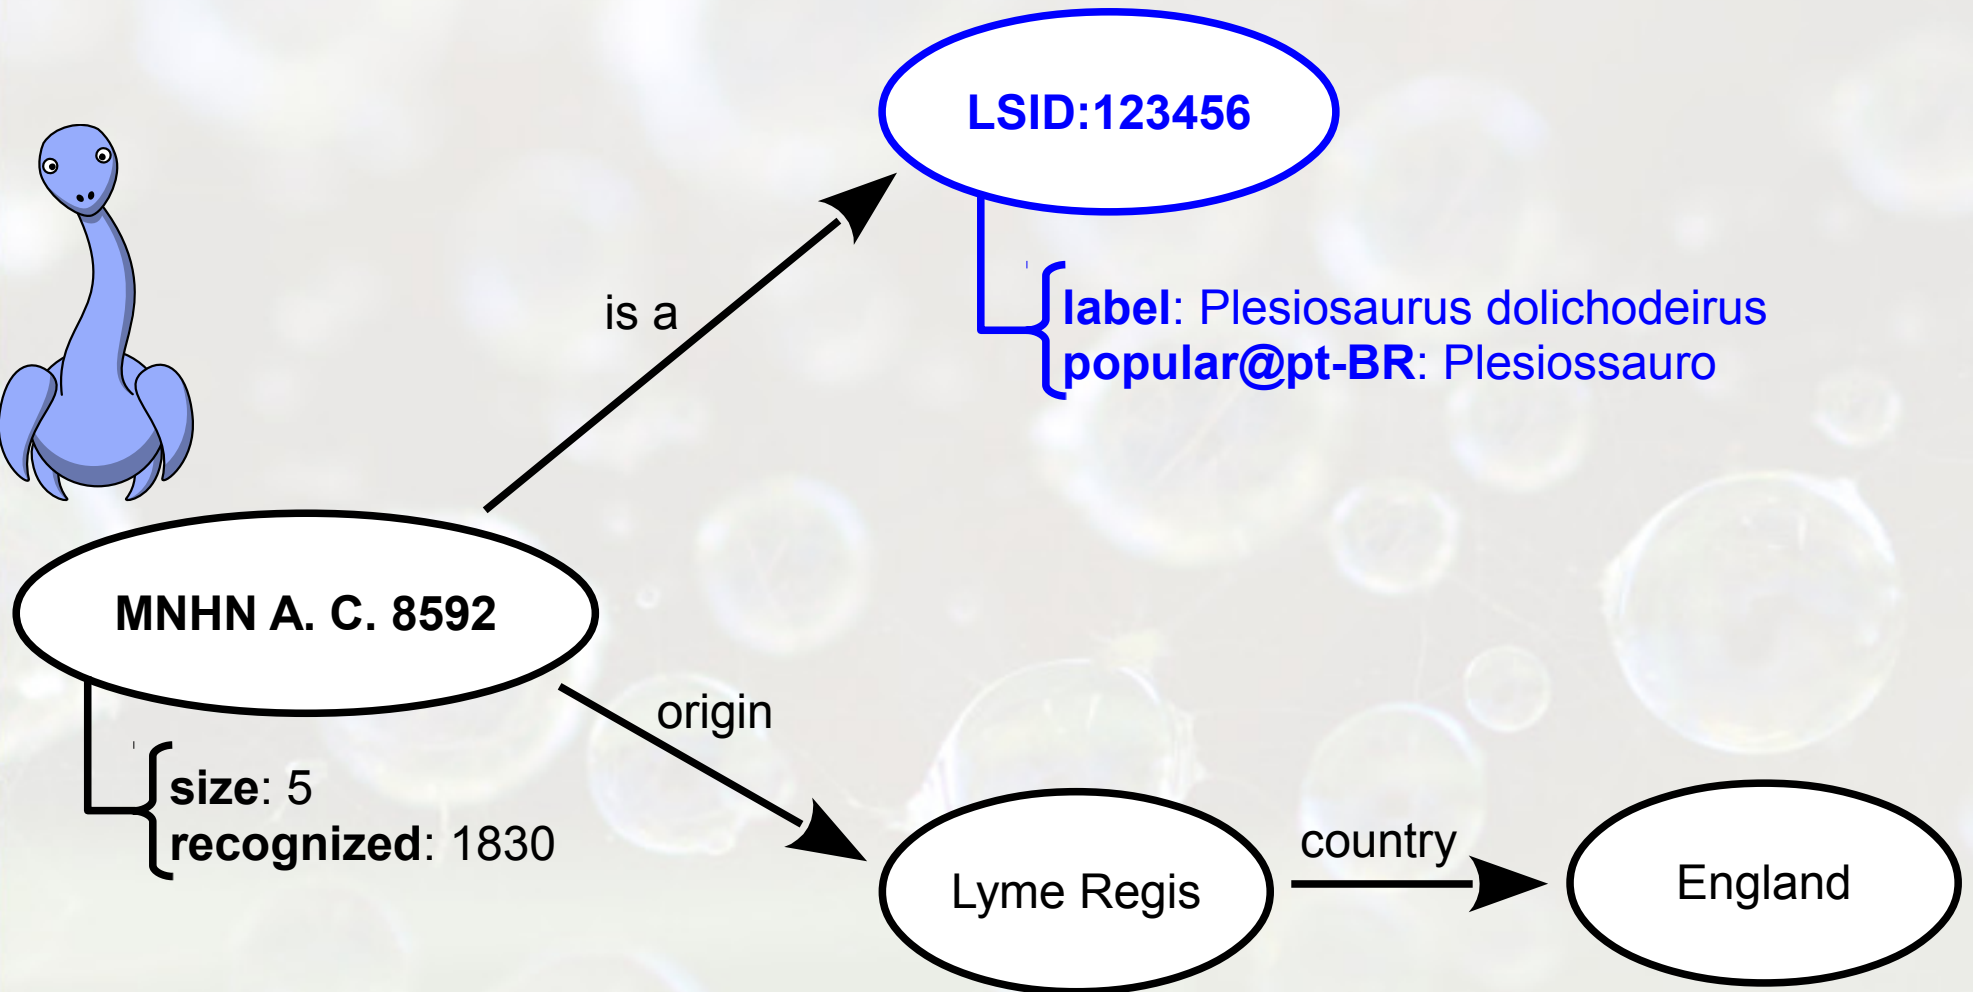 LSID:123456
label: Plesiosaurus dolichodeirus
popular@pt-BR: Plesiossauro
is a
MNHN A. C. 8592
size: 5
recognized: 1830
origin
Lyme Regis
country
England